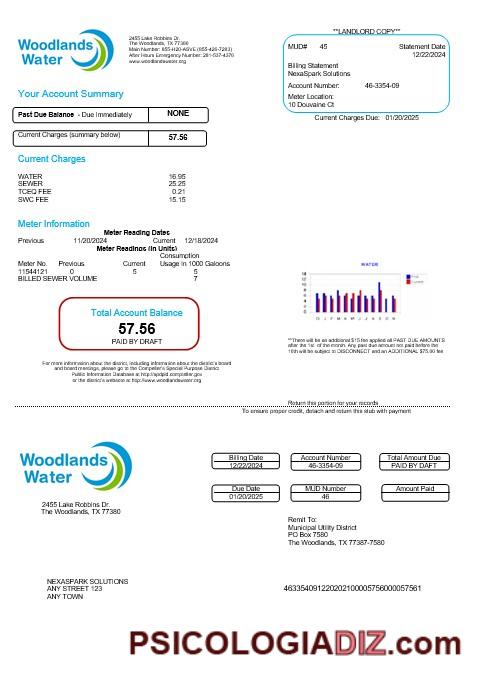 **LANDLORD COPY**
Woodlands
Water
2455 Lake Robbins Dr.
The Woodlands, TX 77380
Main Number: 855-H2O-ASVE (855-426-7283)
After Hours Emergency Number: 281-537-4370
www.woodlandswater.org
MUD# 45 Statement Date
12/22/2024
Billing Statement
NexaSpark Solutions
Account Number: 46-3354-09
Meter Location:
10 Douvaine Ct
Current Charges Due: 01/20/2025
Your Account Summary
Past Due Balance - Due Immediately NONE
Current Charges (summary below) 57.56
Current Charges
WATER 16.95
SEWER 25.25
TCEQ FEE 0.21
SWC FEE 15.15
Meter Information
Meter Reading Dates
Previous 11/20/2024 Current 12/18/2024
Meter Readings (in Units)
Consumption
Meter No. Previous Current Usage in 1000 Galoons
11544121 0 5 5
BILLED SEWER VOLUME 7
WATER
Total Account Balance
57.56
PAID BY DRAFT
**There will be an additional $15 fee applied all PAST DUE AMOUNTS
after the 1st of the month. Any past due amount not paid before the
16th will be subject to DISCONNECT and an ADDITIONAL $75.00 fee
For more information about the district, including information about the district's board
and board meetings, please go to the Comptroller's Special Purpose District
Public Information Database at
or the district's website at http://www.woodlandswater.org
Return this portion for your records
To ensure proper credit, detach and return this stub with payment
Woodlands
Water
2455 Lake Robbins Dr.
The Woodlands, TX 77380
Billing Date Account Number Total Amount Due
12/22/2024 46-3354-09 PAID BY DAFT
Due Date MUD Number Amount Paid
01/20/2025 46
Remit To:
Municipal Utility District
PO Box 7580
The Woodlands, TX 77387-7580
NEXASPARK SOLUTIONS
ANY STREET 123
ANY TOWN
463354091220202100005756000057561
PSICOLOGIADIZ.com